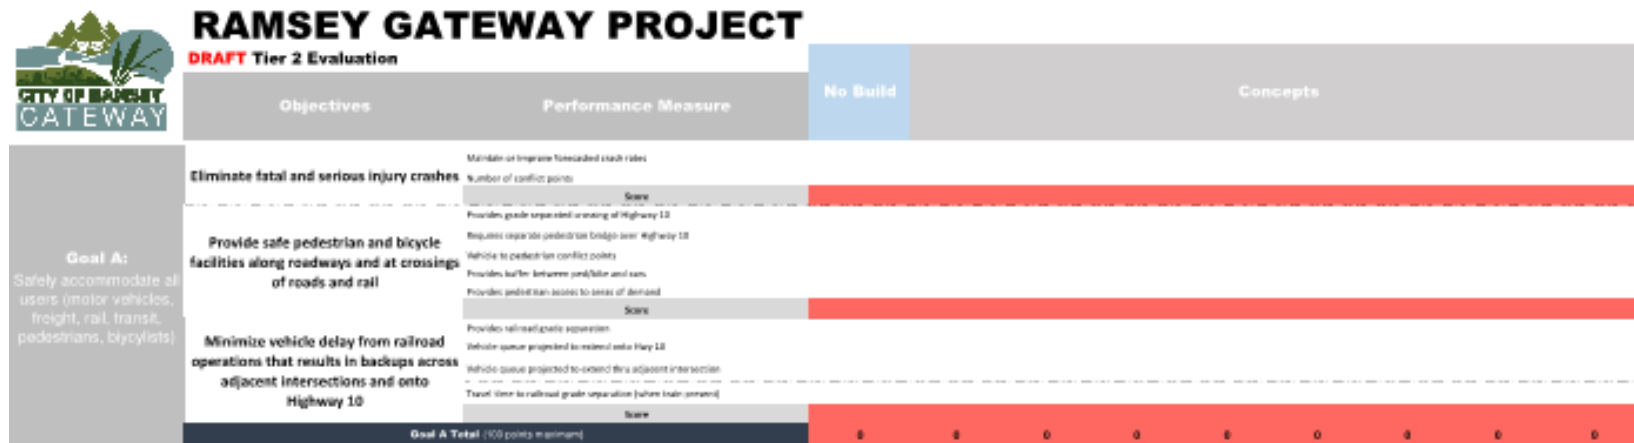 RAMSEY GATEWAY PROJECT
DRAFT Tier 2 Evaluation
CITY OF RAMSEY
GATEWAY
Objectives
Performance Measure
No Build
Concepts
Goal A:
Safely accommodate all
users (motor vehicles,
freight, rail, transit,
pedestrians, biycylists)
Eliminate fatal and serious injury crashes
Maintain or improve forecasted crash rates
Number of conflict points
Score
Provide safe pedestrian and bicycle
facilities along roadways and at crossings
of roads and rail
Provides grade separated crossing of Highway 10
Requires separate pedestrian bridge over Highway 10
Vehicle to pedestrian conflict points
Provides buffer between ped/bike and cars
Provides pedestrian access to areas of demand
Score
Minimize vehicle delay from railroad
operations that results in backups across
adjacent intersections and onto
Highway 10
Provides railroad grade separation
Vehicle queue projected to extend onto Hwy 10
Vehicle queue projected to extend thru adjacent intersection
Travel time to railroad grade separation (when train present)
Score
Goal A Total (100 points maximum)
0 0 0 0 0 0 0 0 0